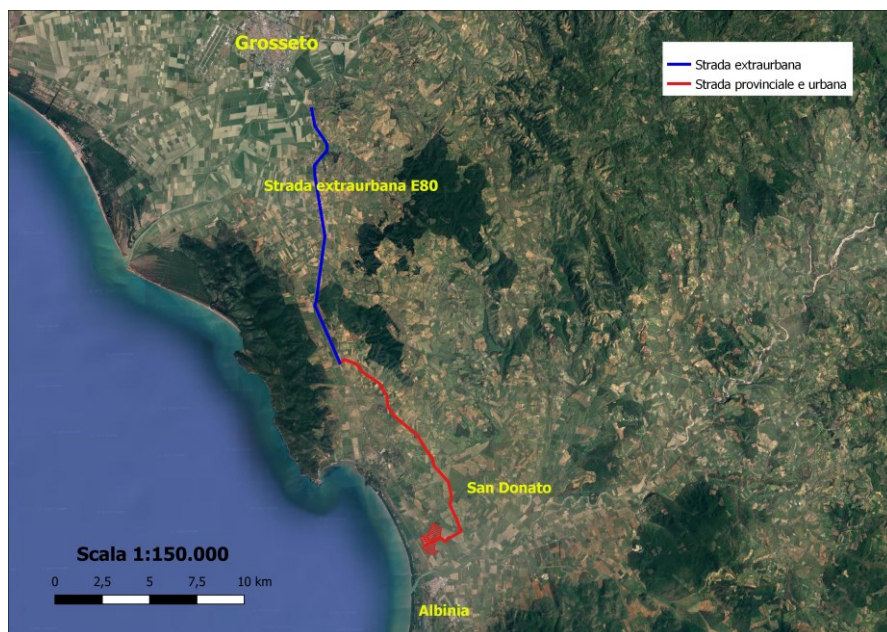 Grosseto
Strada extraurbana
Strada provinciale e urbana
Strada extraurbana E80
San Donato
Scala 1:150.000
0 2,5 5 7,5 10 km
Albinia